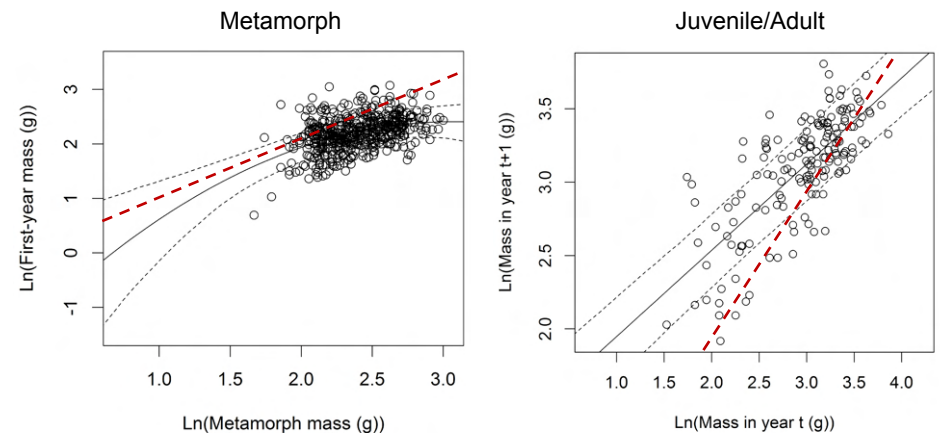 Metamorph
Ln(First-year mass (g))
3
2
1
0
-1
1.0 1.5 2.0 2.5 3.0
Ln(Metamorph mass (g))
Juvenile/Adult
Ln(Mass in year t+1 (g))
3.5
3.0
2.5
2.0
1.0 1.5 2.0 2.5 3.0 3.5 4.0
Ln(Mass in year t (g))